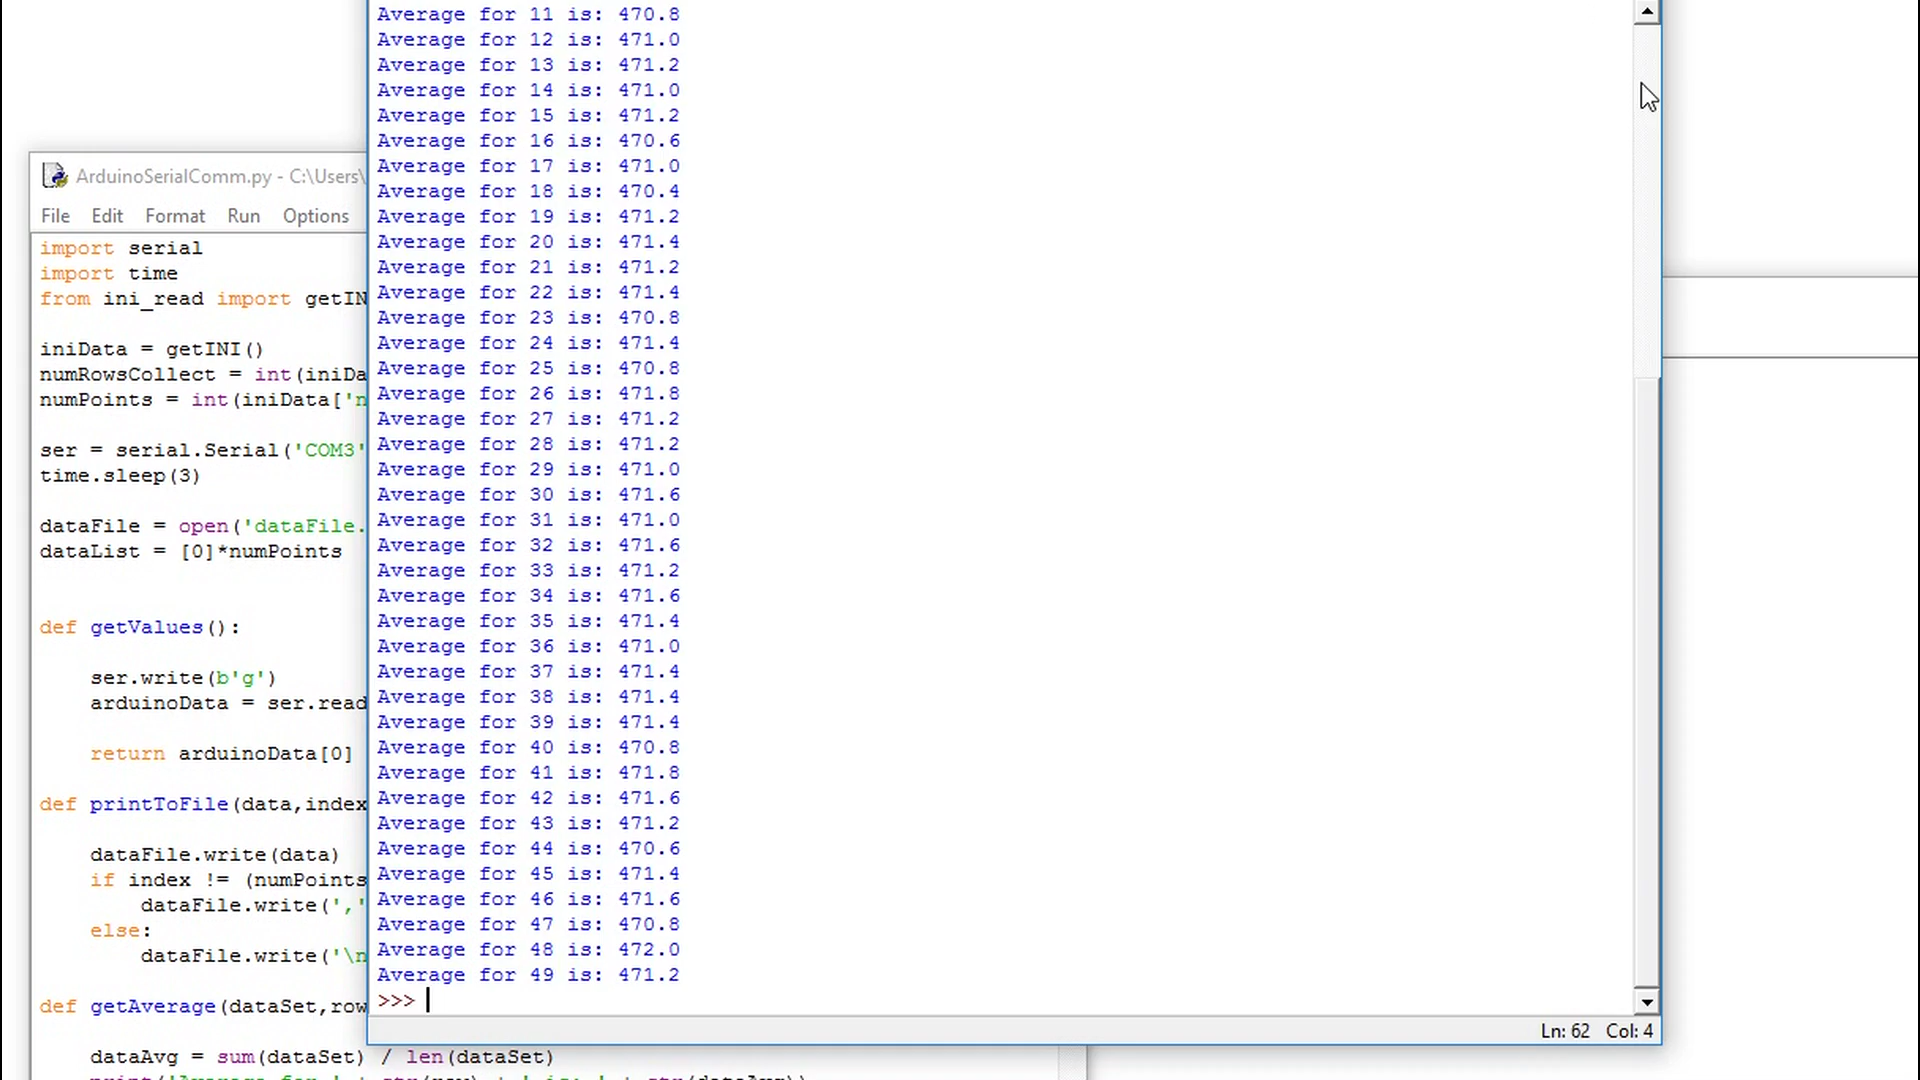 Average for 11 is: 470.8
Average for 12 is: 471.0
Average for 13 is: 471.2
Average for 14 is: 471.0
Average for 15 is: 471.2
Average for 16 is: 470.6
Average for 17 is: 471.0
Average for 18 is: 470.4
Average for 19 is: 471.2
Average for 20 is: 471.4
Average for 21 is: 471.2
Average for 22 is: 471.4
Average for 23 is: 470.8
Average for 24 is: 471.4
Average for 25 is: 470.8
Average for 26 is: 471.8
Average for 27 is: 471.2
Average for 28 is: 471.2
Average for 29 is: 471.0
Average for 30 is: 471.6
Average for 31 is: 471.0
Average for 32 is: 471.6
Average for 33 is: 471.2
Average for 34 is: 471.6
Average for 35 is: 471.4
Average for 36 is: 471.0
Average for 37 is: 471.4
Average for 38 is: 471.4
Average for 39 is: 471.4
Average for 40 is: 470.8
Average for 41 is: 471.8
Average for 42 is: 471.6
Average for 43 is: 471.2
Average for 44 is: 470.6
Average for 45 is: 471.4
Average for 46 is: 471.6
Average for 47 is: 470.8
Average for 48 is: 472.0
Average for 49 is: 471.2
>>>
Ln: 62 Col: 4
ArduinoSerialComm.py - C:\Users\
File Edit Format Run Options
import serial
import time
from ini_read import getIN
iniData = getINI()
numRowsCollect = int(iniDa
numPoints = int(iniData['n
ser = serial.Serial('COM3'
time.sleep(3)
dataFile = open('dataFile.
dataList = [0]*numPoints
def getValues():
ser.write(b'g')
arduinoData = ser.read
return arduinoData[0]
def printToFile(data,index
dataFile.write(data)
if index != (numPoints
dataFile.write(','
else:
dataFile.write('\n
def getAverage(dataSet,row
dataAvg = sum(dataSet) / len(dataSet)